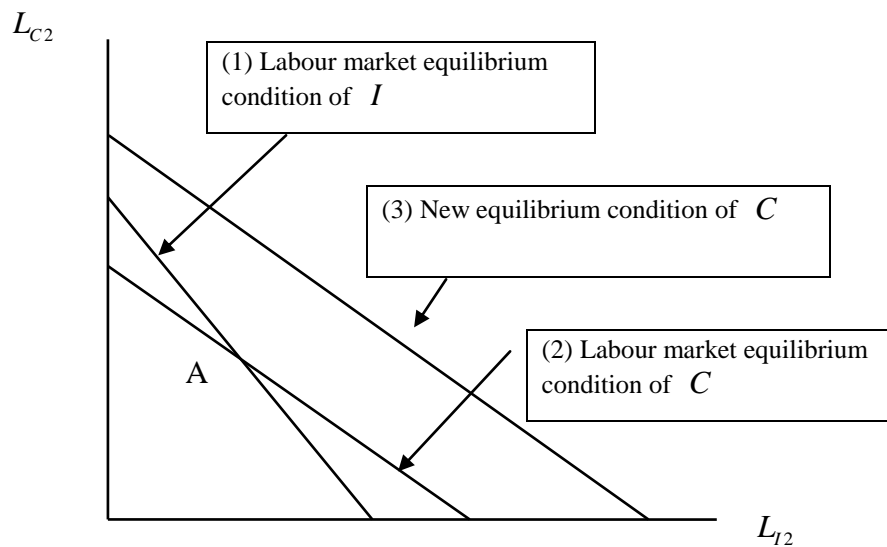 L_{C2}
(1) Labour market equilibrium
condition of I
(3) New equilibrium condition of C
(2) Labour market equilibrium
condition of C
A
L_{I2}